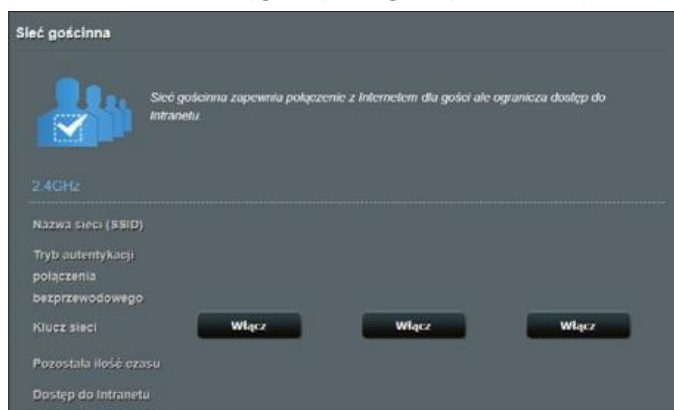 Sieć gościnna
Sieć gościnna zapewnia połączenie z Internetem dla gości ale ogranicza dostęp do
Intranetu.
2.4GHz
Nazwa sieci (SSID)
Tryb autentykacji
połączenia
bezprzewodowego
Klucz sieci Włącz Włącz Włącz
Pozostała ilość czasu
Dostęp do Intranetu